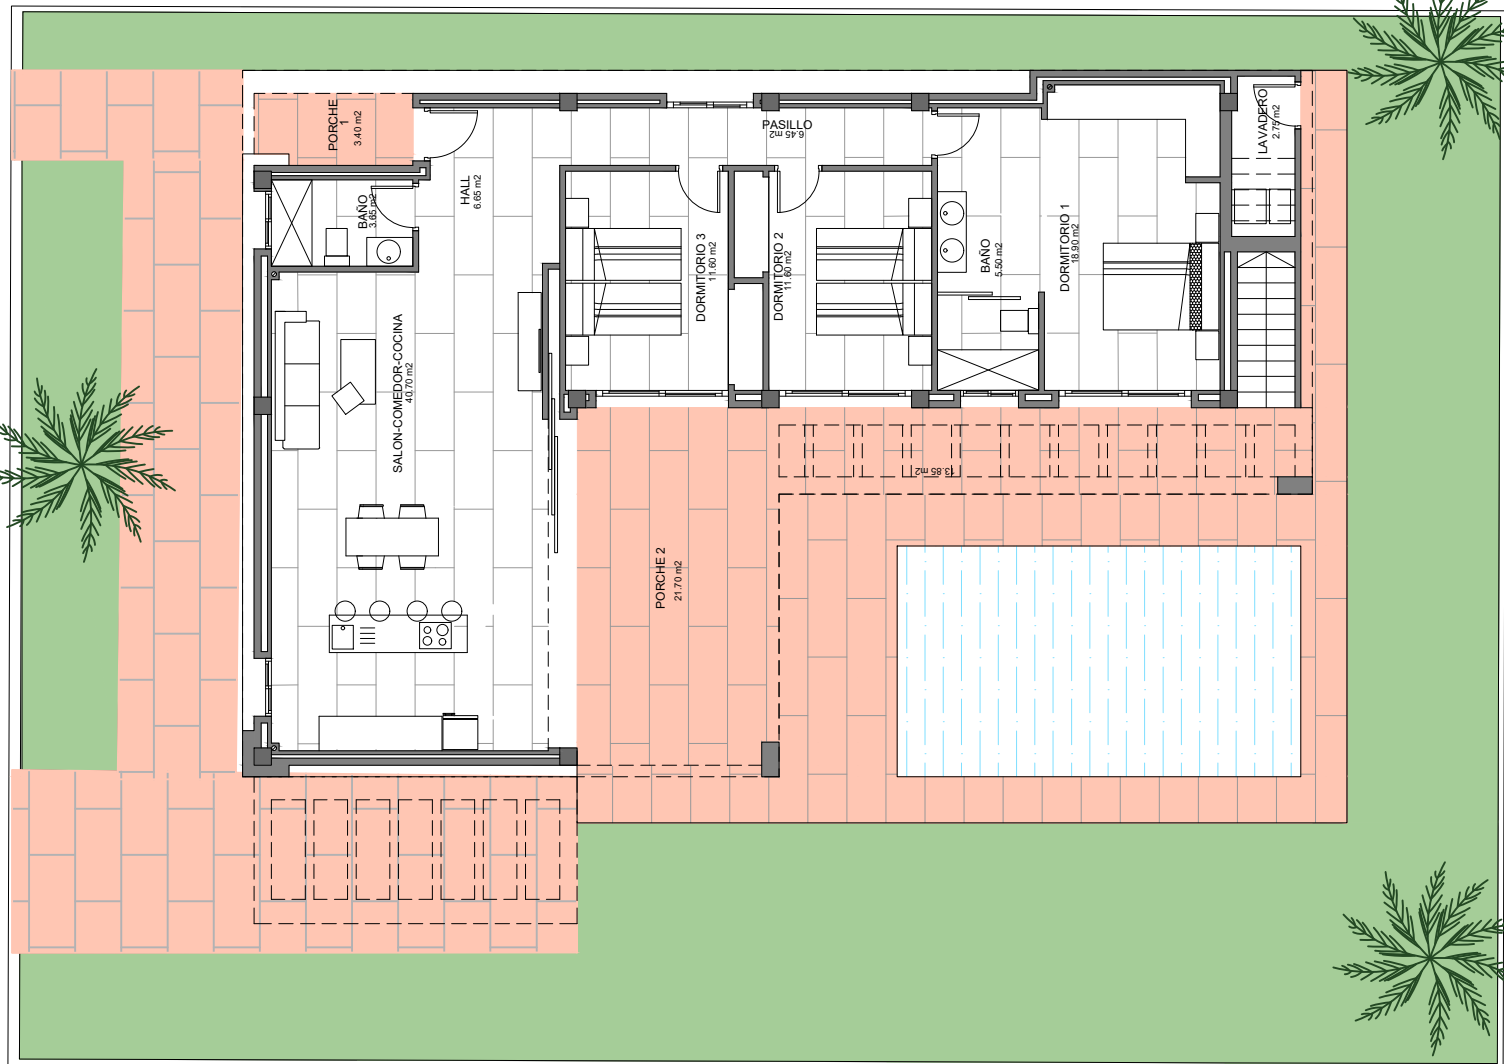 PORCHE
1
3.40 m2
PASILLO
6.45 m2
LAVADERO
2.75 m2
HALL
6.65 m2
BAÑO
3.65 m2
DORMITORIO 3
11.60 m2
DORMITORIO 2
11.60 m2
BAÑO
5.50 m2
DORMITORIO 1
18.90 m2
SALON-COMEDOR-COCINA
40.70 m2
13.85 m2
PORCHE 2
21.70 m2